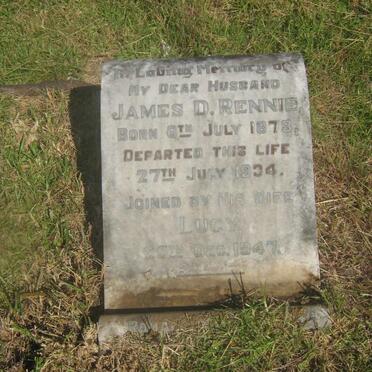 In Loving Memory of
My Dear Husband
James D. Rennie
Born 6th July 1878.
Departed this life
27th July 1934.
Joined by his wife
Lucy
Dec. 1947.